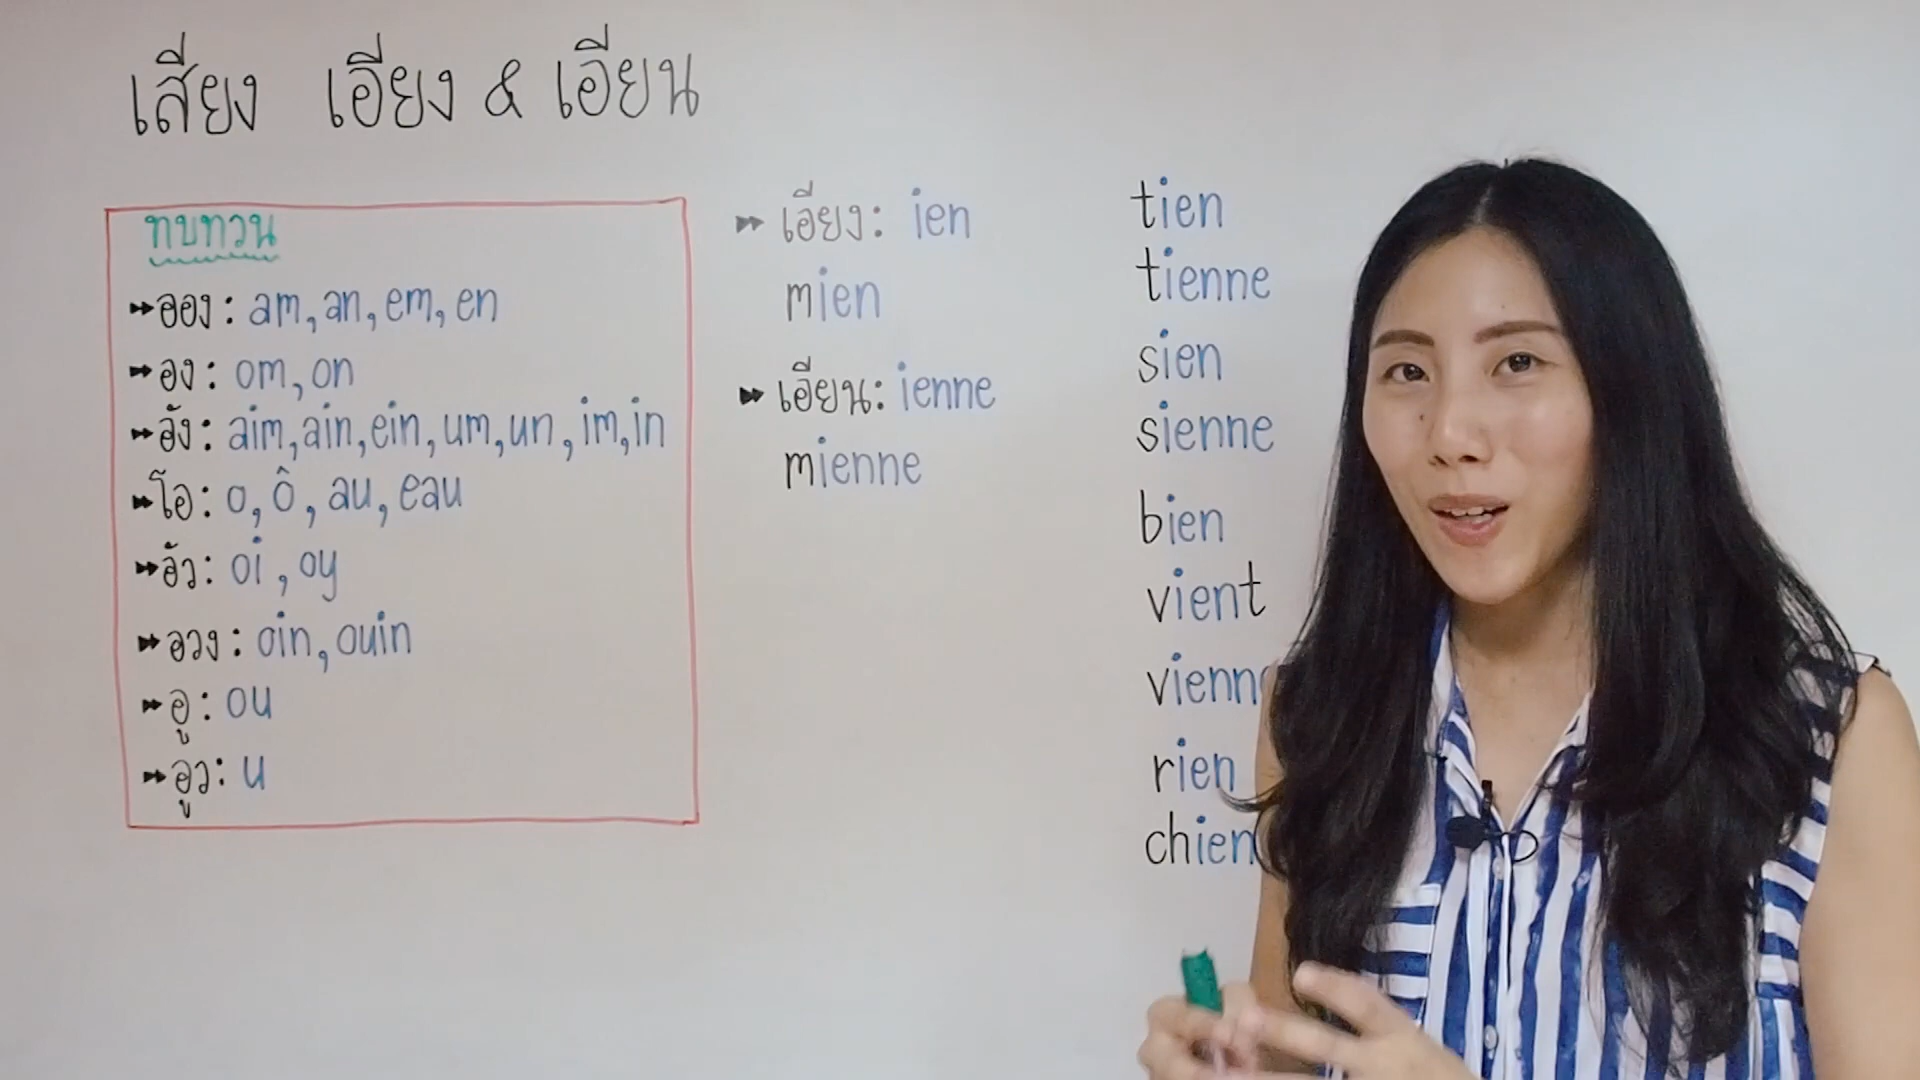 เสียง เอียง & เอียน
ทบทวน
ออง: am, an, em, en
อง: om, on
อัง: aim, ain, ein, um, un, im, in
โอ: o, ô, au, eau
อัว: oi, oy
อวง: oin, ouin
อู: ou
อูว: u
เอียง: ien
mien
เอียน: ienne
mienne
tien
tienne
sien
sienne
bien
vient
vienn
rien
chien